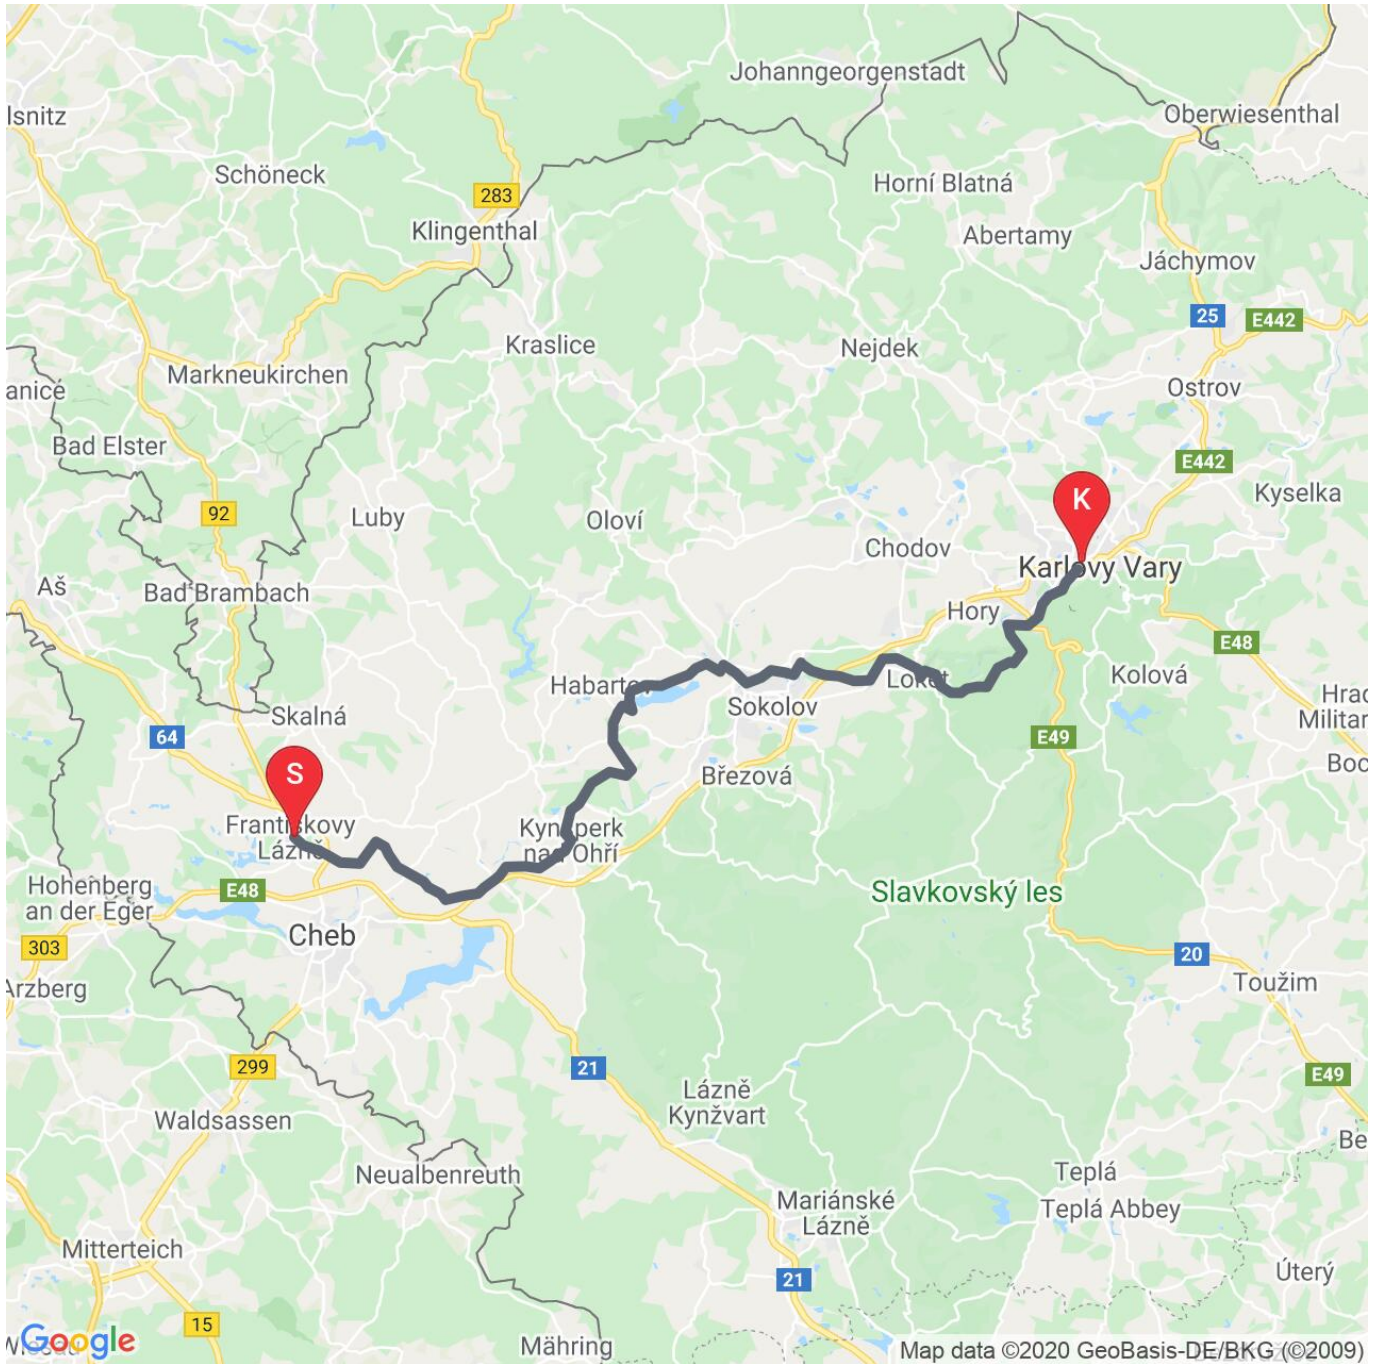 lsnitz
Johanngeorgenstadt
Oberwiesenthal
Schöneck
283
Horní Blatná
Klingenthal
Abertamy
Jáchymov
25
E442
Kraslice
Nejdek
Markneukirchen
anicé
Ostrov
Bad Elster
E442
K
Kyselka
92
Luby
Oloví
Chodov
Karlovy Vary
Aš
Bad Brambach
Hory
E48
Kolová
Habartov
Loket
Hrad
Militar
Skalná
Sokolov
64
E49
Boc
S
Březová
Františkovy
Lázně
Kynšperk
nad Ohří
Hohenberg
an der Eger
E48
Slavkovský les
303
Cheb
20
Arzberg
Toužim
299
21
E49
Lázně
Kynžvart
Waldsassen
Be
Neualbenreuth
Teplá
Mariánské
Lázně
Teplá Abbey
Mitterteich
Úterý
21
15
Google
Mähring
Map data ©2020 GeoBasis-DE/BKG (©2009)